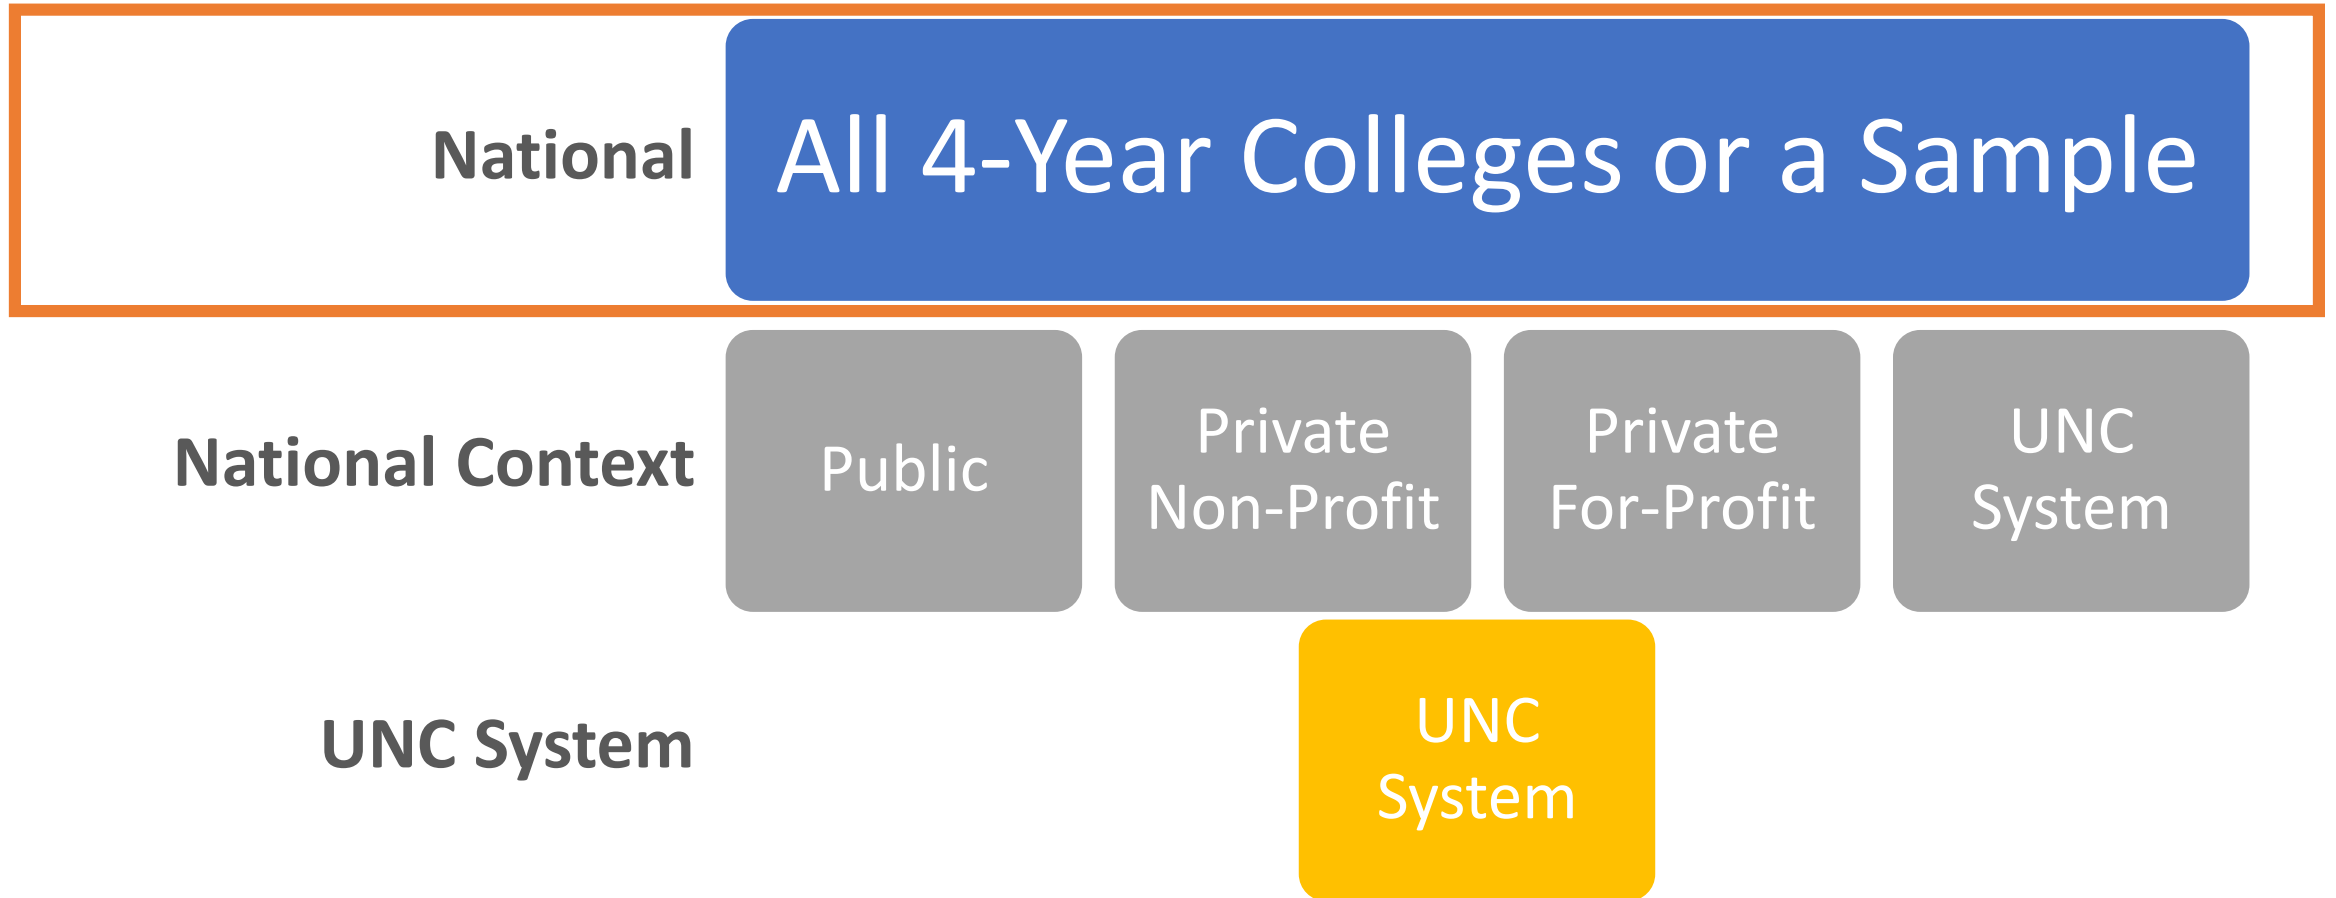 National
All 4-Year Colleges or a Sample
National Context
Public
Private
Non-Profit
Private
For-Profit
UNC
System
UNC System
UNC
System